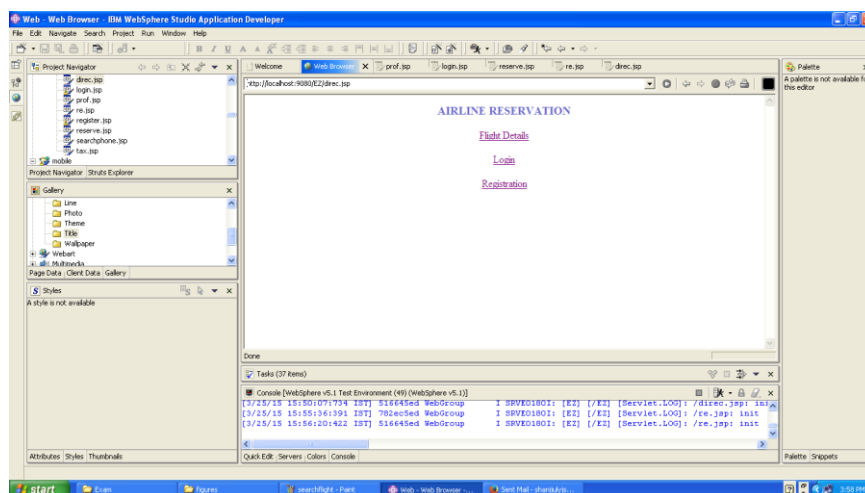 Web - Web Browser - IBM WebSphere Studio Application Developer
File Edit Navigate Search Project Run Window Help
Project Navigator
direc.jsp
login.jsp
prof.jsp
re.jsp
register.jsp
reserve.jsp
searchphone.jsp
tax.jsp
mobile
Project Navigator Struts Explorer
Gallery
Line
Photo
Theme
Title
Wallpaper
Webart
Multimedia
Page Data Client Data Gallery
Styles
A style is not available
Attributes Styles Thumbnails
Welcome Web Browser prof.jsp login.jsp reserve.jsp re.jsp direc.jsp
http://localhost:9080/EZ/direc.jsp
AIRLINE RESERVATION
Flight Details
Login
Registration
Done
Tasks (37 items)
Console [WebSphere v5.1 Test Environment (49) (WebSphere v5.1)]
[3/25/15 15:50:07:734 IST] 516645ed WebGroup I SRVE0180I: [EZ] [/EZ] [Servlet.LOG]: /direc.jsp: ini
[3/25/15 15:55:36:391 IST] 782ec5ed WebGroup I SRVE0180I: [EZ] [/EZ] [Servlet.LOG]: /re.jsp: init
[3/25/15 15:56:20:422 IST] 516645ed WebGroup I SRVE0180I: [EZ] [/EZ] [Servlet.LOG]: /re.jsp: init
Quick Edit Servers Colors Console
Palette
A palette is not available for
this editor
Palette Snippets
start Exam figures searchflight - Paint Web - Web Browser -... Sent Mail - 3:58 PM